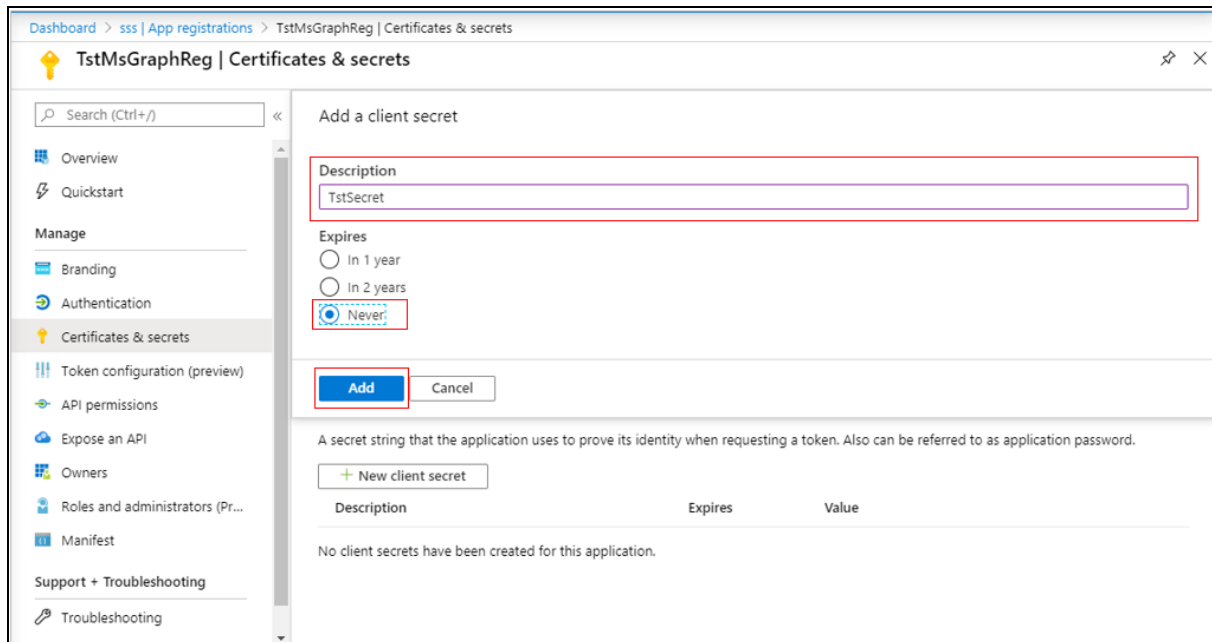 Dashboard > sss | App registrations > TstMsGraphReg | Certificates & secrets
TstMsGraphReg | Certificates & secrets
Search (Ctrl+/)
«
Overview
Quickstart
Manage
Branding
Authentication
Certificates & secrets
Token configuration (preview)
API permissions
Expose an API
Owners
Roles and administrators (Pr...
Manifest
Support + Troubleshooting
Troubleshooting
Add a client secret
Description
TstSecret
Expires
In 1 year
In 2 years
Never
Add Cancel
A secret string that the application uses to prove its identity when requesting a token. Also can be referred to as application password.
+ New client secret
Description Expires Value
No client secrets have been created for this application.